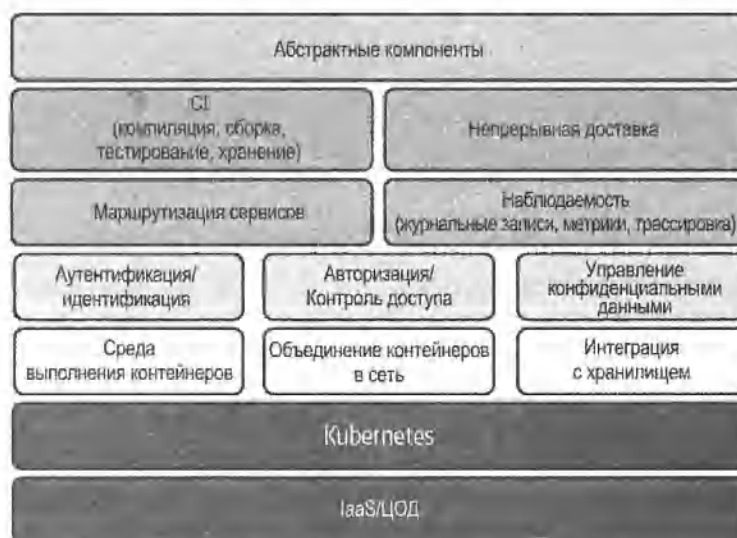 Абстрактные компоненты
CI
(компиляция, сборка,
тестирование, хранение)
Непрерывная доставка
Маршрутизация сервисов
Наблюдаемость
(журнальные записи, метрики, трассировка)
Аутентификация/
идентификация
Авторизация/
Контроль доступа
Управление
конфиденциальными
данными
Среда
выполнения контейнеров
Объединение контейнеров
в сеть
Интеграция
с хранилищем
Kubernetes
IaaS/ЦОД